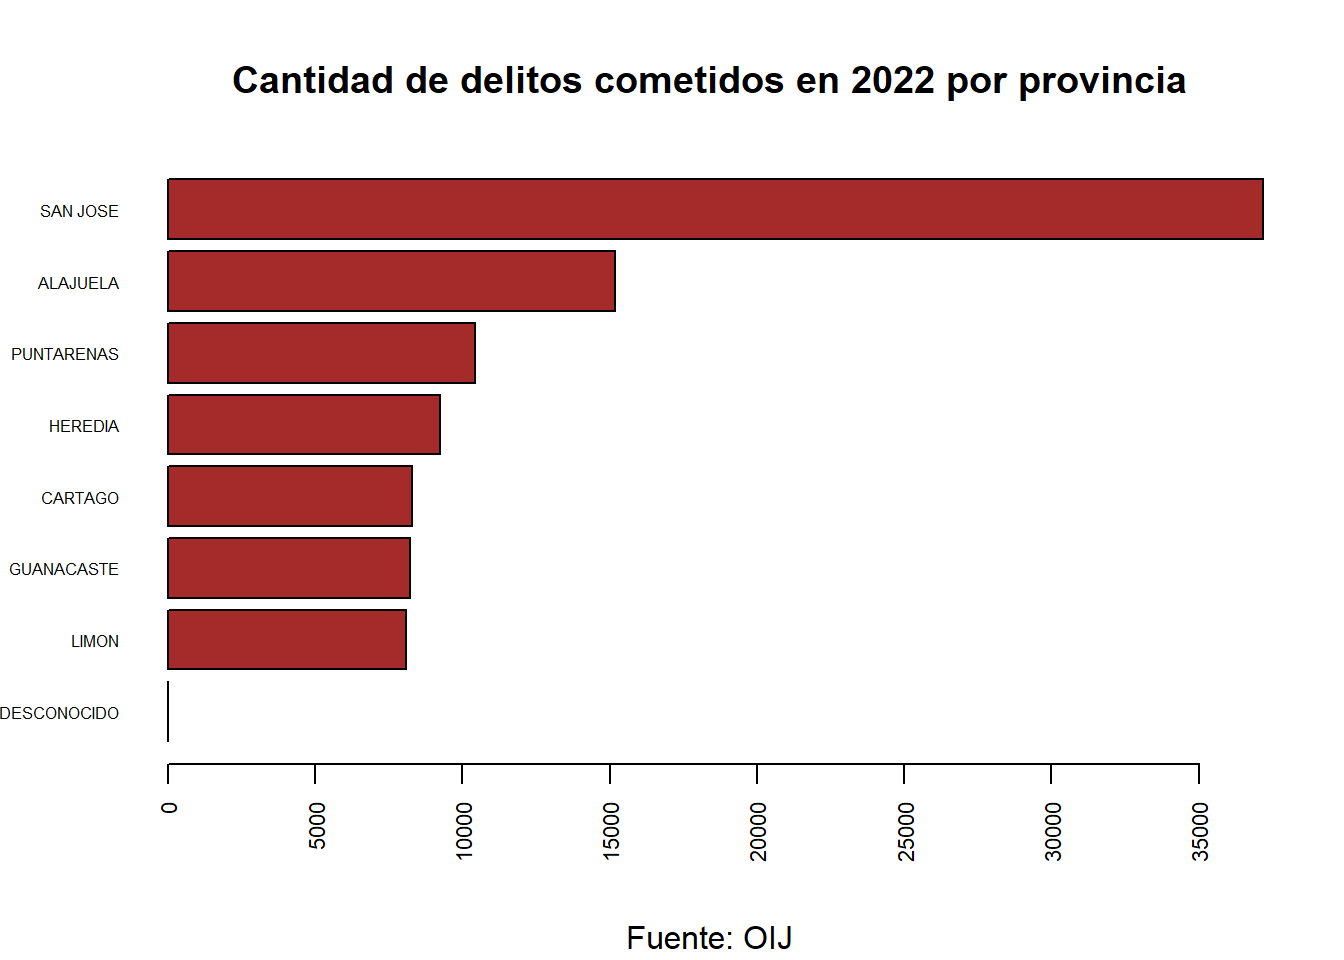 Cantidad de delitos cometidos en 2022 por provincia
SAN JOSE
ALAJUELA
PUNTARENAS
HEREDIA
CARTAGO
GUANACASTE
LIMON
DESCONOCIDO
0
5000
10000
15000
20000
25000
30000
35000
Fuente: OIJ